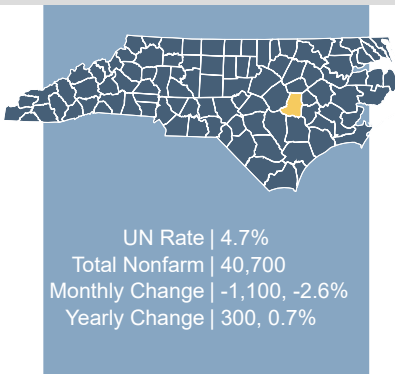 UN Rate | 4.7%
Total Nonfarm | 40,700
Monthly Change | -1,100, -2.6%
Yearly Change | 300, 0.7%